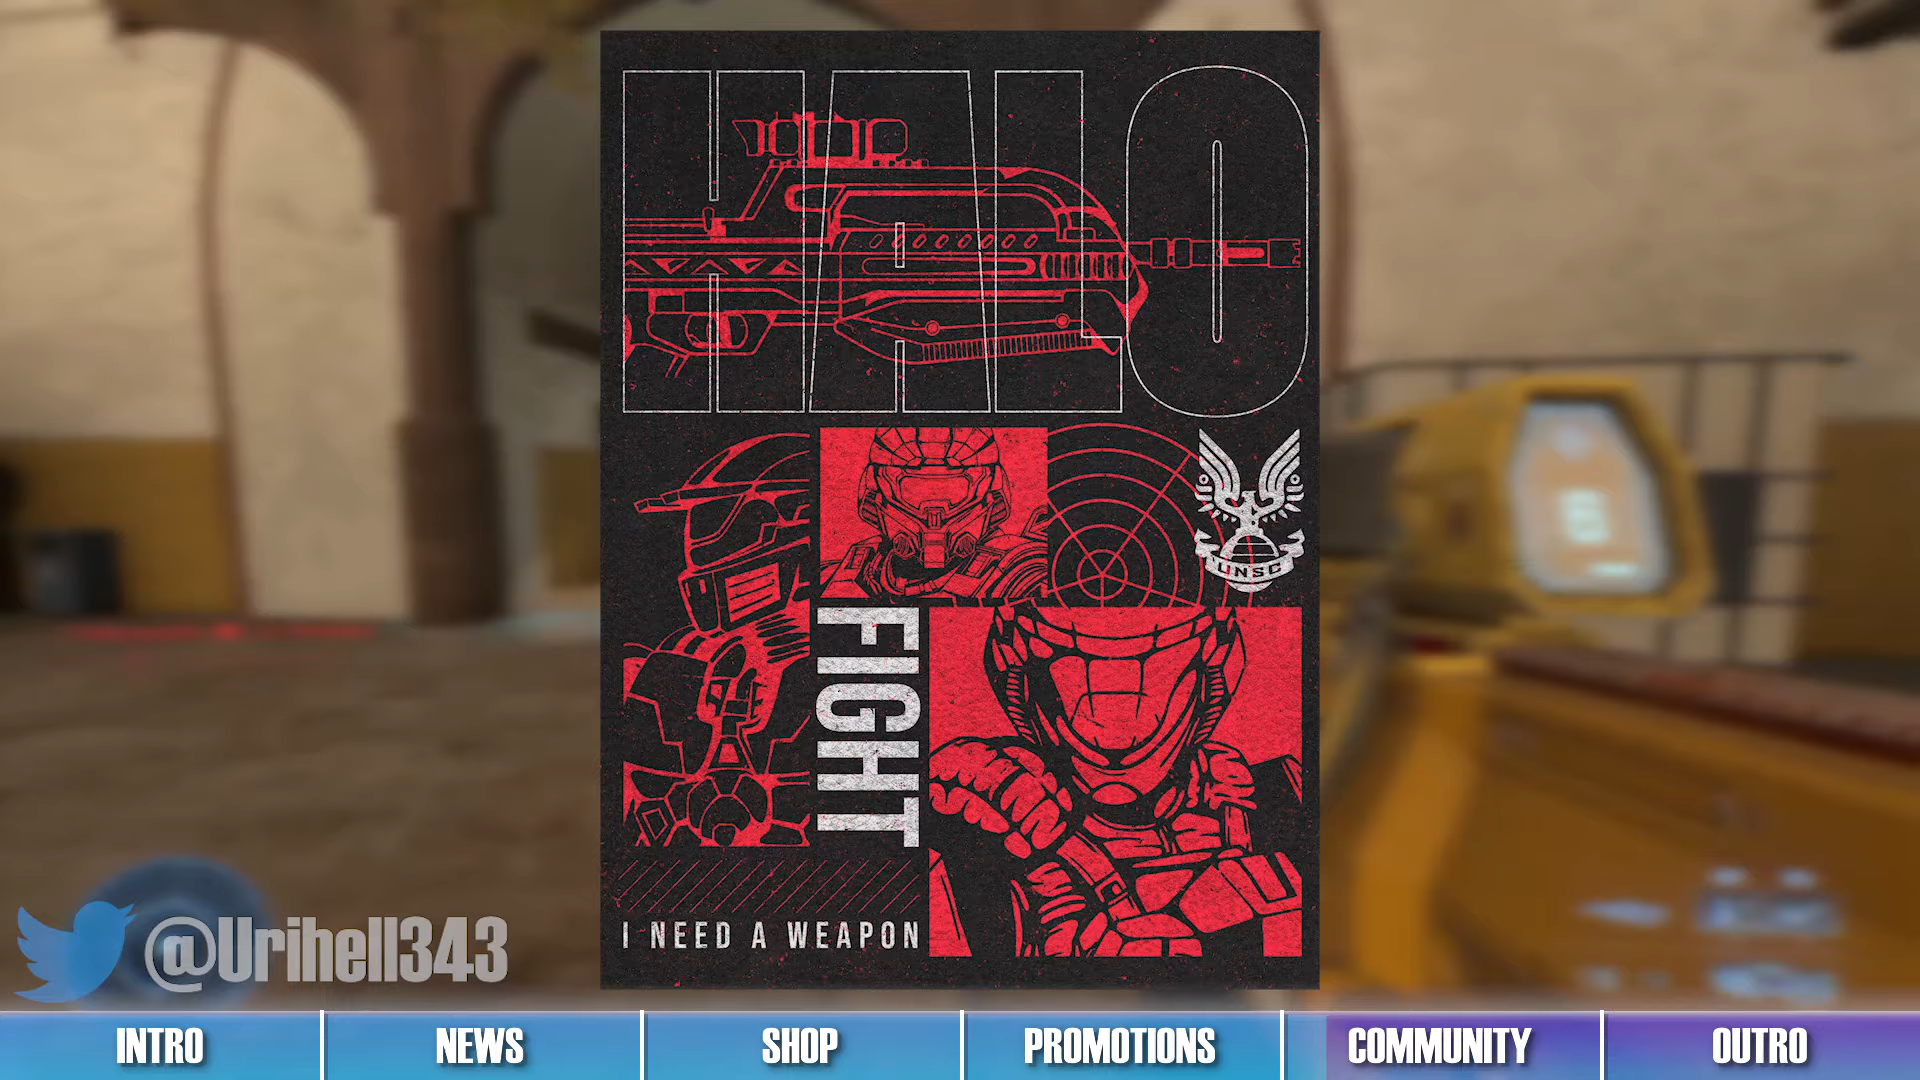 HALO
UNSC
FIGHT
I NEED A WEAPON
@Urihell343
INTRO
NEWS
SHOP
PROMOTIONS
COMMUNITY
OUTRO